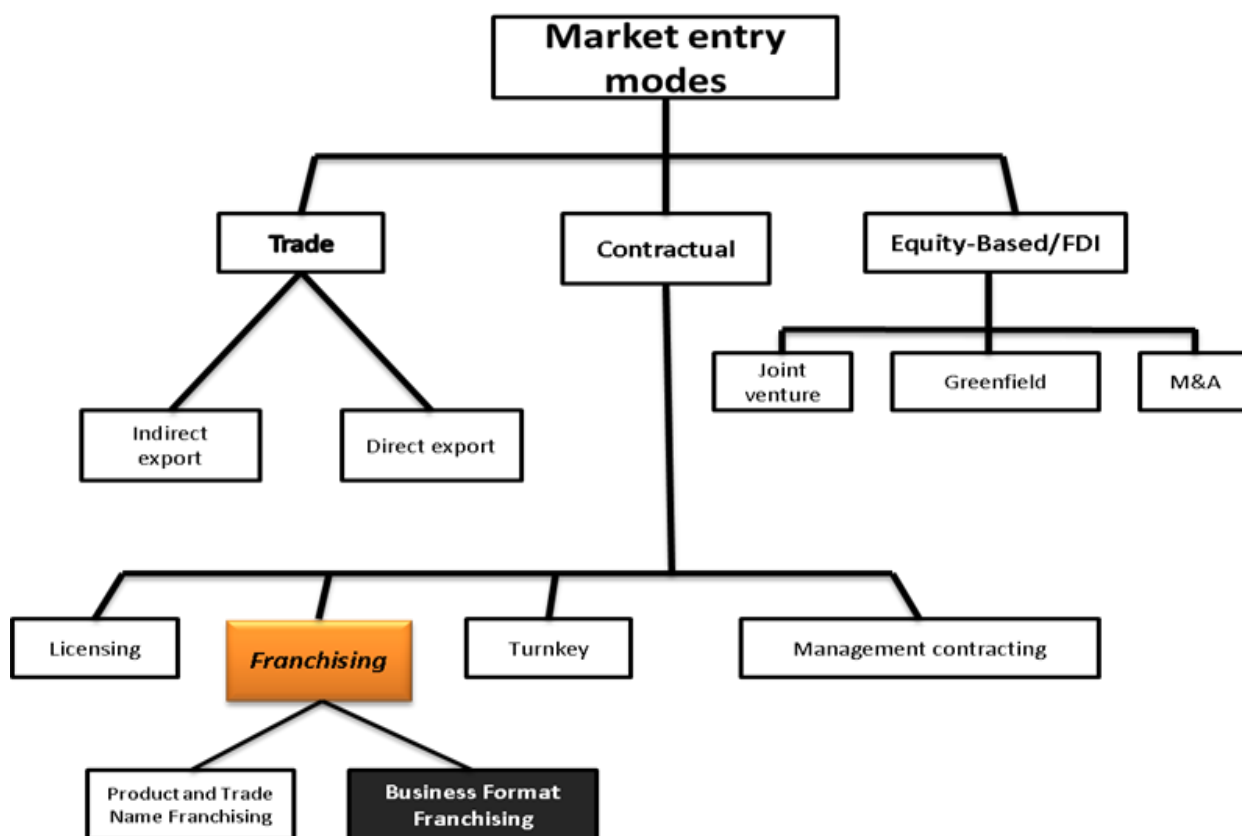 Market entry
modes
Trade
Contractual
Equity-Based/FDI
Joint
venture
Greenfield
M&A
Indirect
export
Direct export
Licensing
Franchising
Turnkey
Management contracting
Product and Trade
Name Franchising
Business Format
Franchising